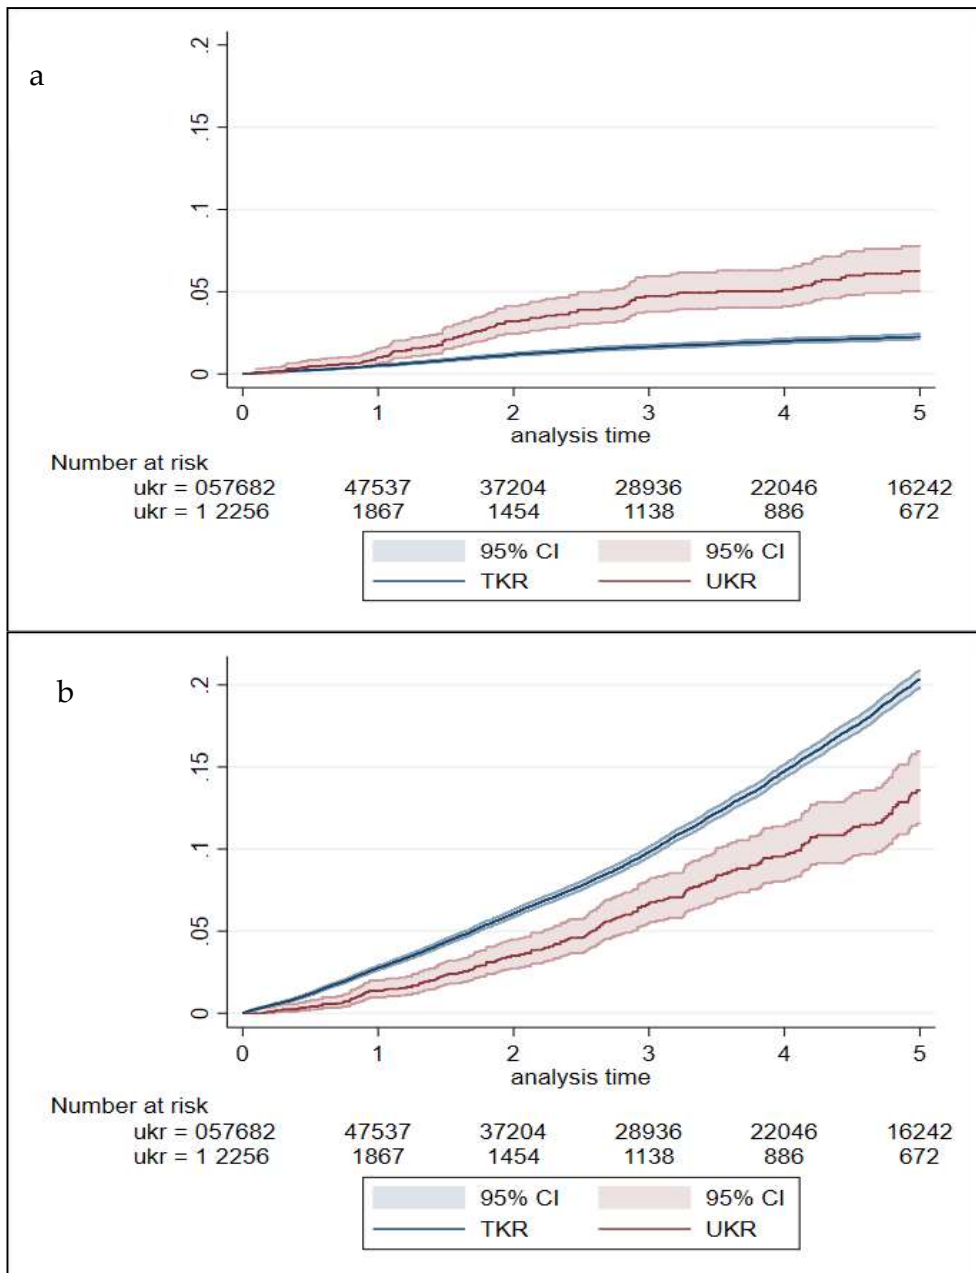 a
.2
.15
.1
.05
0
0 1 2 3 4 5
analysis time
Number at risk
ukr = 057682 47537 37204 28936 22046 16242
ukr = 1 2256 1867 1454 1138 886 672
95% CI 95% CI
TKR UKR
b
.2
.15
.1
.05
0
0 1 2 3 4 5
analysis time
Number at risk
ukr = 057682 47537 37204 28936 22046 16242
ukr = 1 2256 1867 1454 1138 886 672
95% CI 95% CI
TKR UKR